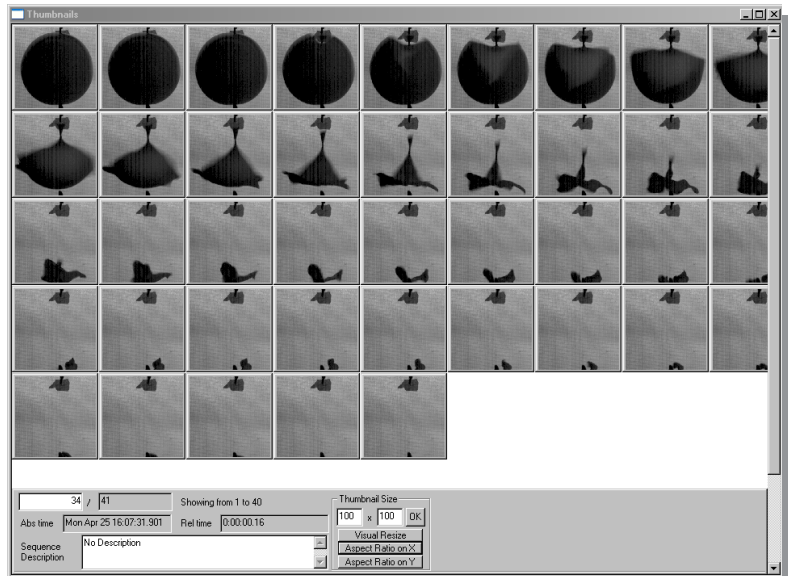 Thumbnails
34 / 41 Showing from 1 to 40
Abs time Mon Apr 25 16:07:31.901 Rel time 0:00:00.16
Sequence Description No Description
Thumbnail Size
100 x 100 OK
Visual Resize
Aspect Ratio on X
Aspect Ratio on Y